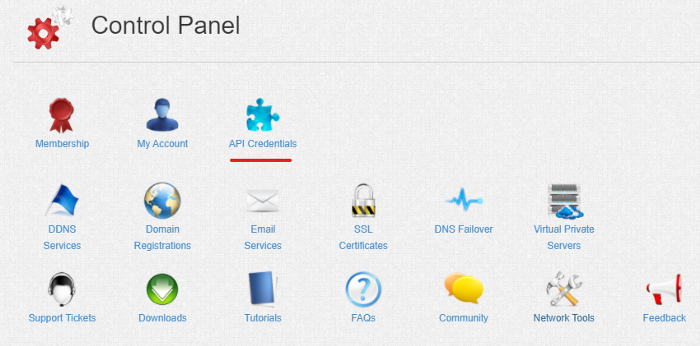 Control Panel
Membership
My Account
API Credentials
DDNS
Services
Domain
Registrations
Email
Services
SSL
Certificates
DNS Failover
Virtual Private
Servers
Support Tickets
Downloads
Tutorials
FAQs
Community
Network Tools
Feedback